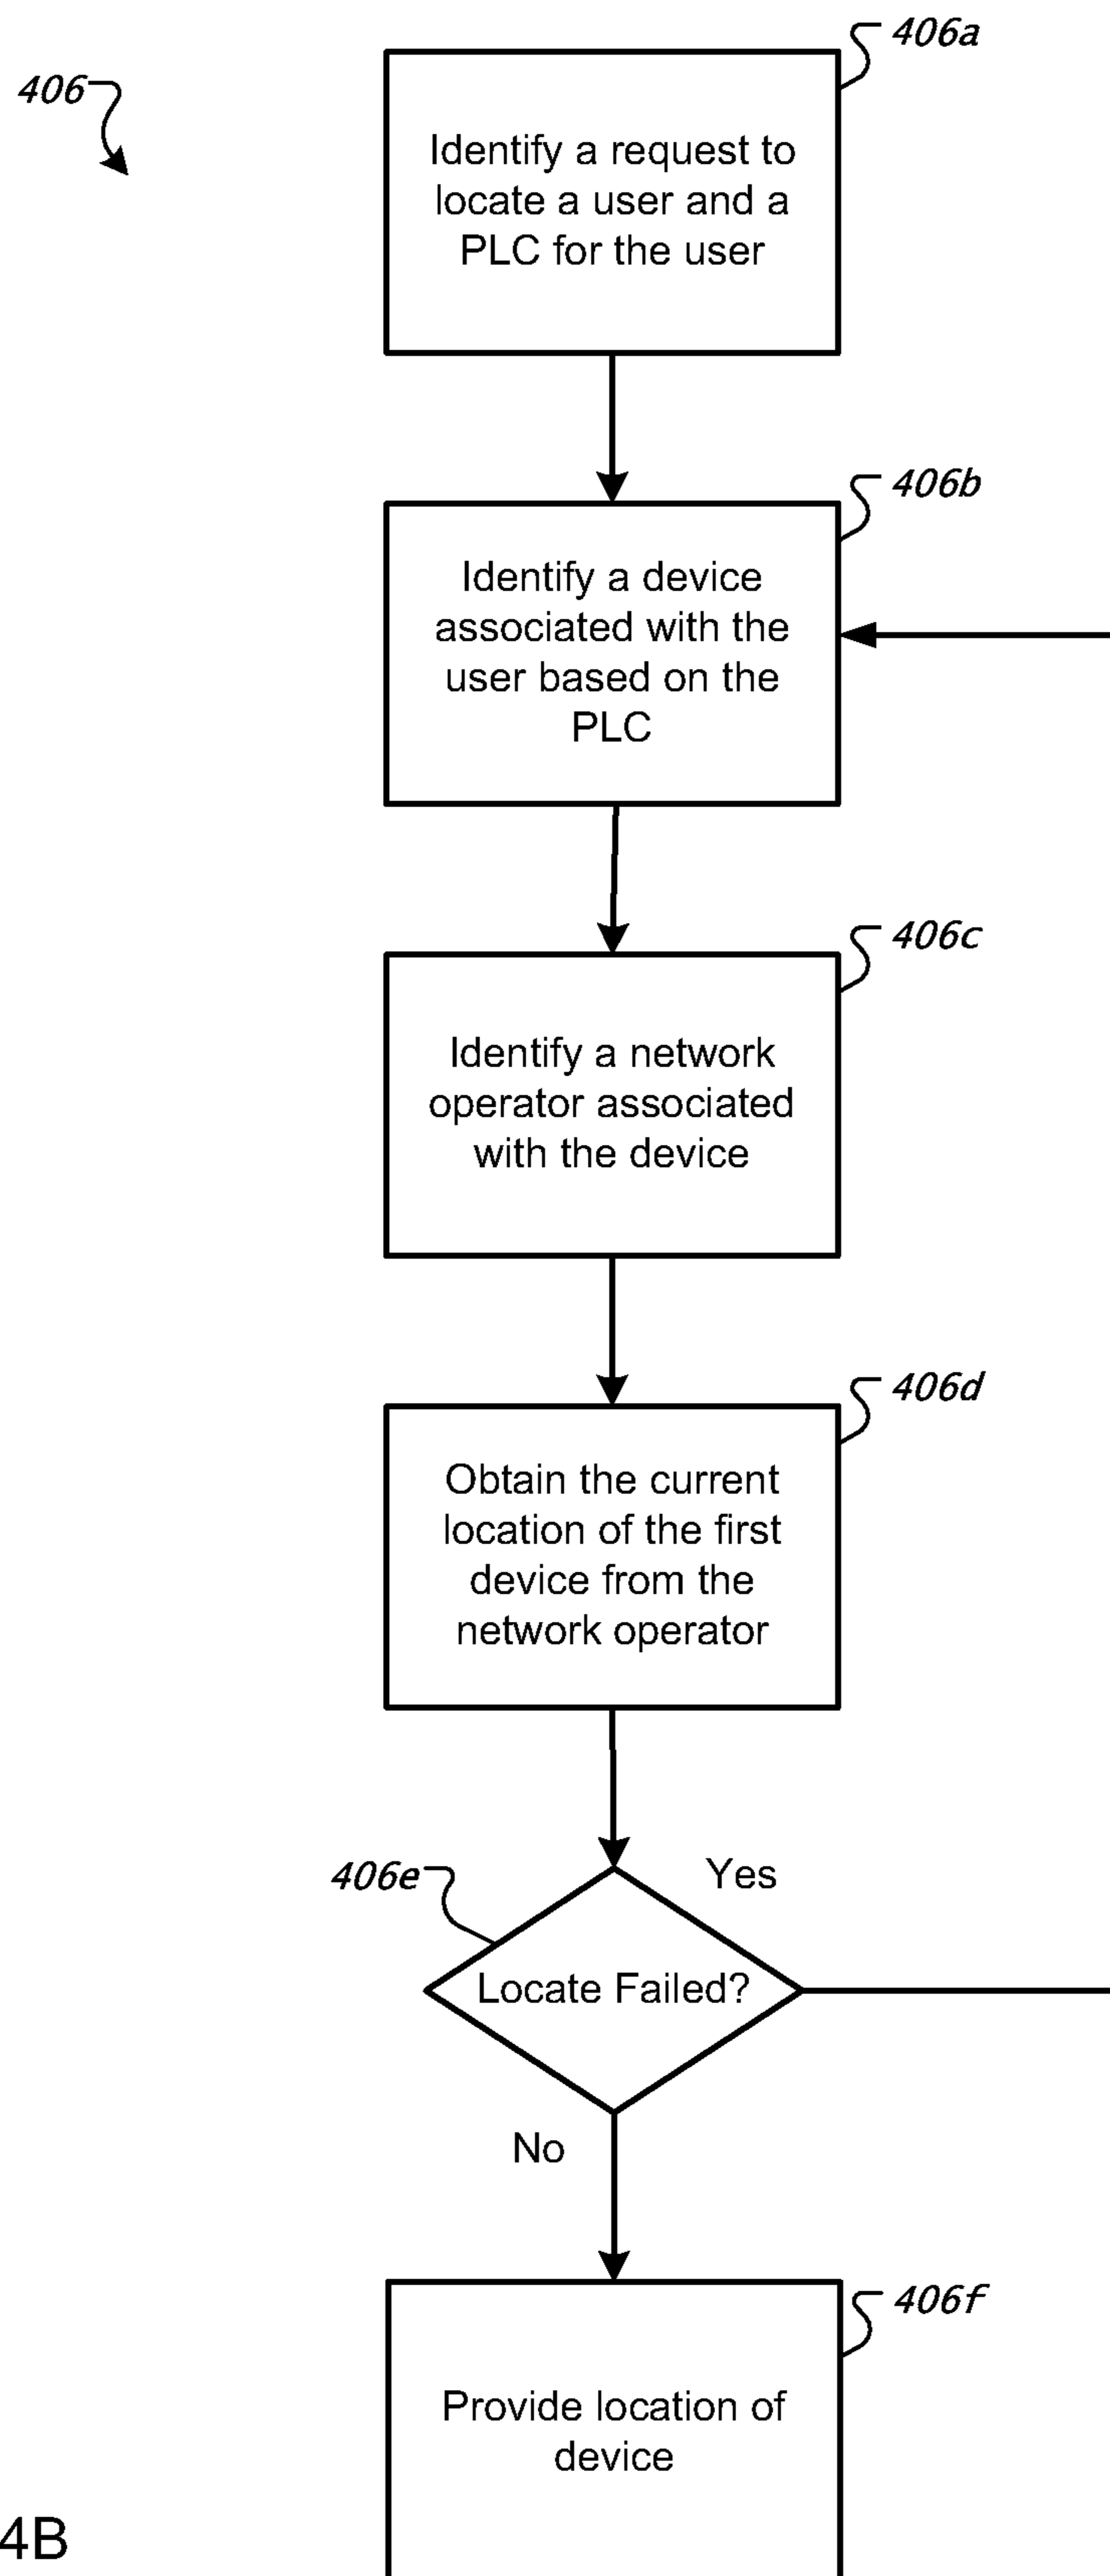 406a
406
Identify a request to
locate a user and a
PLC for the user
406b
Identify a device
associated with the
user based on the
PLC
406c
Identify a network
operator associated
with the device
406d
Obtain the current
location of the first
device from the
network operator
406e
Yes
Locate Failed?
No
406f
Provide location of
device
4B